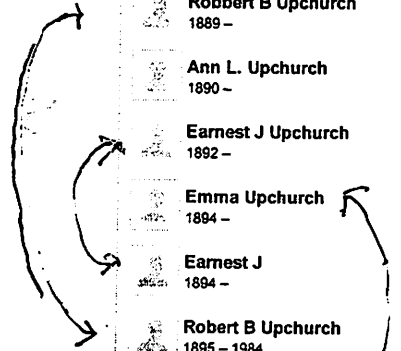 Robbert B Upchurch
1889 –
Ann L. Upchurch
1890 –
Earnest J Upchurch
1892 –
Emma Upchurch
1894 –
Earnest J
1894 –
Robert B Upchurch
1895 – 1984